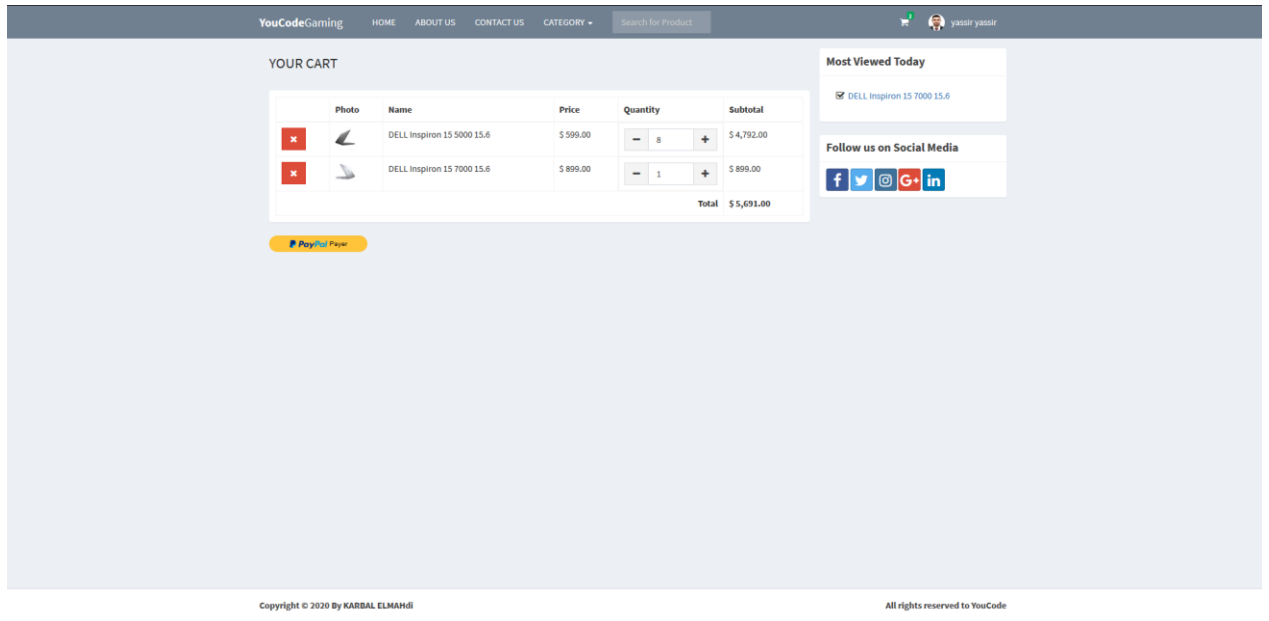 YouCodeGaming HOME ABOUT US CONTACT US CATEGORY Search for Product yassir yassir
YOUR CART
Photo Name Price Quantity Subtotal
DELL Inspiron 15 5000 15.6 $ 599.00 8 $ 4,792.00
DELL Inspiron 15 7000 15.6 $ 899.00 1 $ 899.00
Total $ 5,691.00
PayPal Payer
Most Viewed Today
DELL Inspiron 15 7000 15.6
Follow us on Social Media
Copyright © 2020 By KARBAL ELMAHdi All rights reserved to YouCode